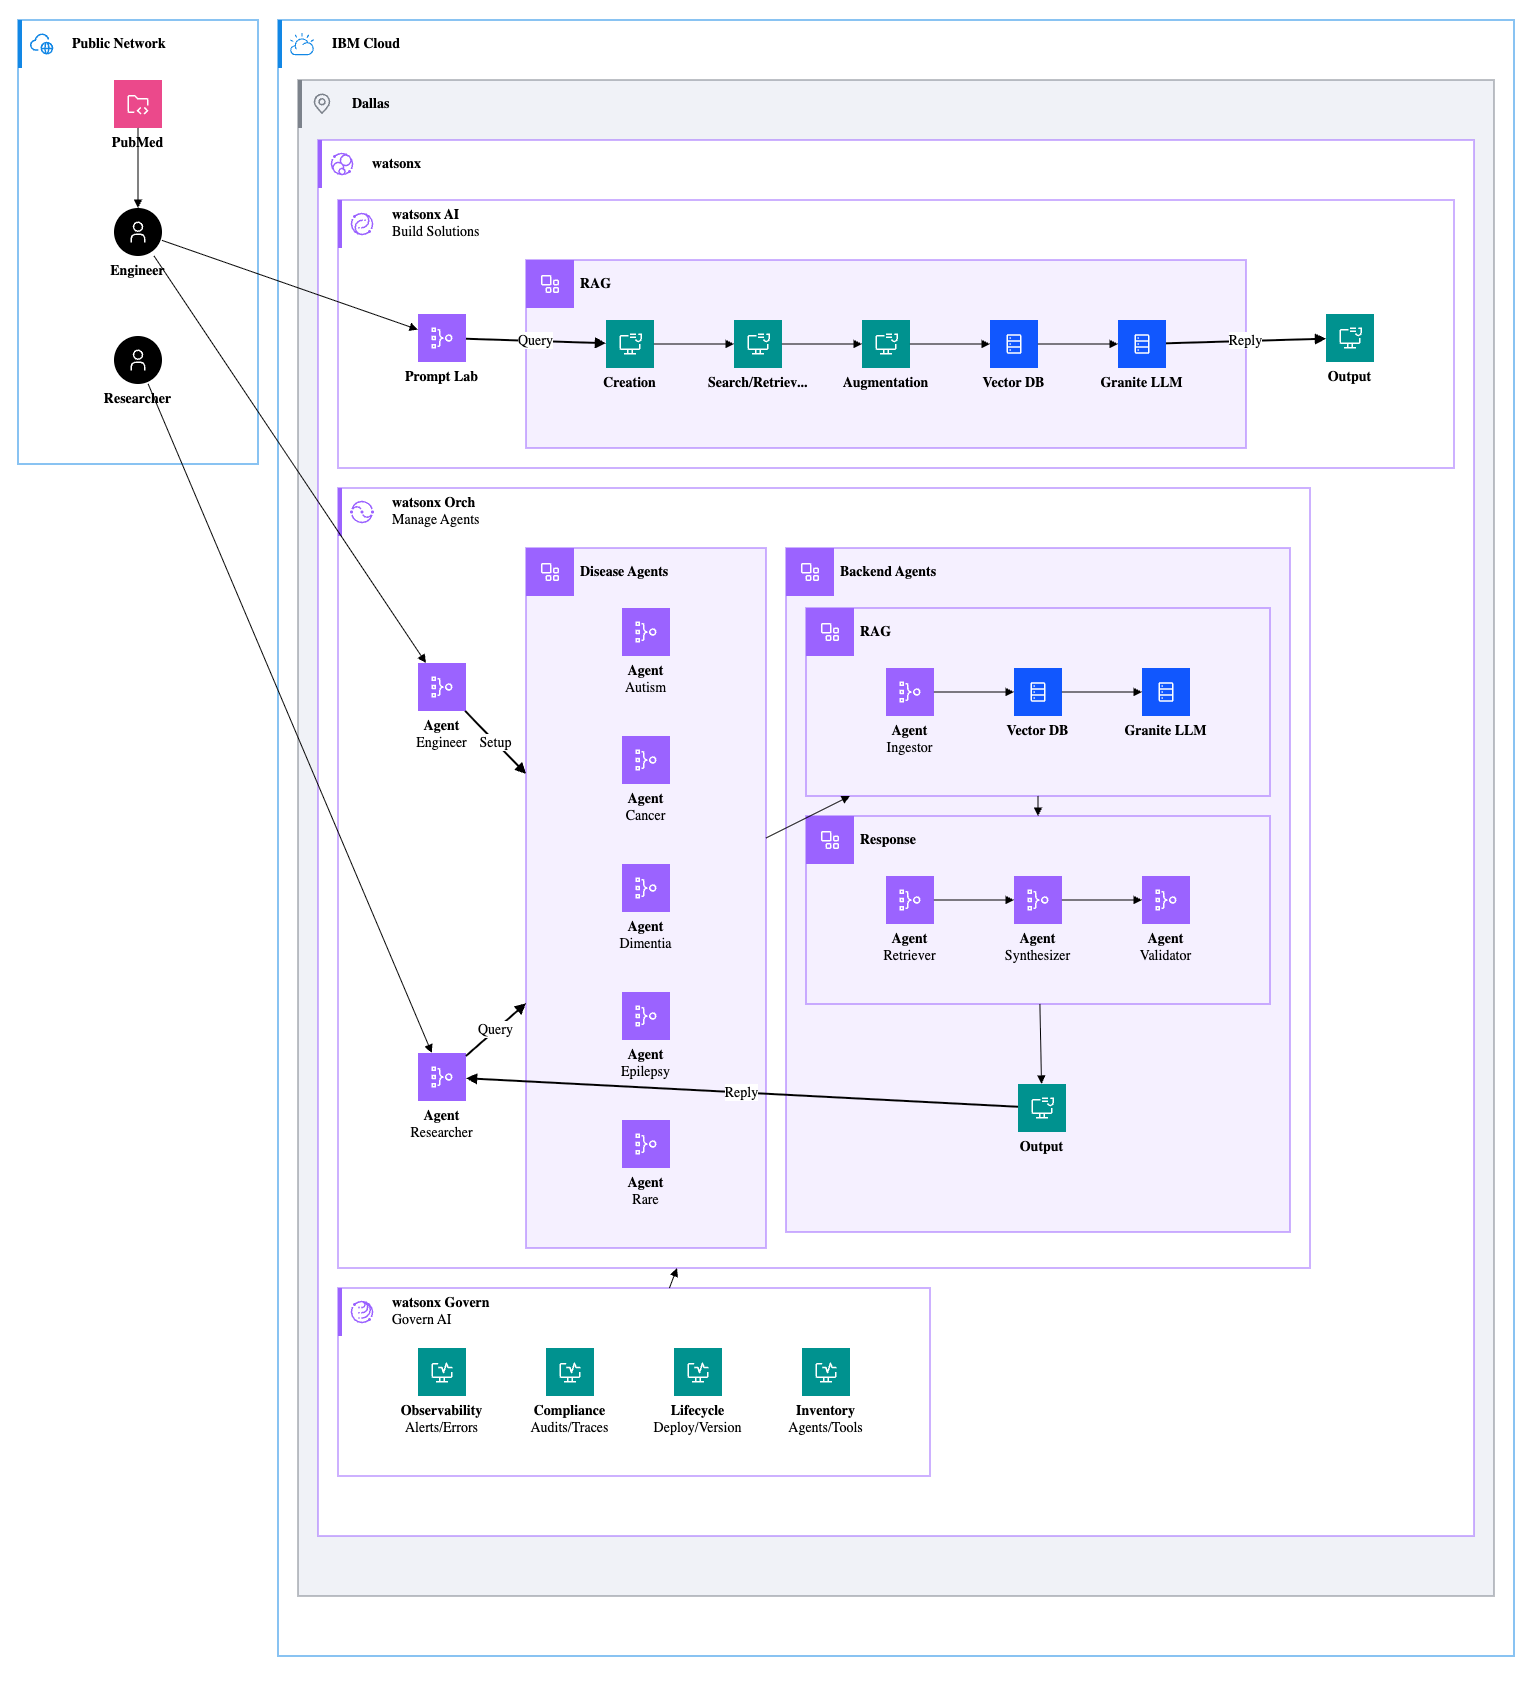 Public Network
PubMed
Engineer
Researcher
IBM Cloud
Dallas
watsonx
watsonx AI
Build Solutions
RAG
Prompt Lab
Query
Creation
Search/Retriev...
Augmentation
Vector DB
Granite LLM
Reply
Output
watsonx Orch
Manage Agents
Agent
Engineer
Setup
Agent
Researcher
Query
Disease Agents
Agent
Autism
Agent
Cancer
Agent
Dimentia
Agent
Epilepsy
Agent
Rare
Reply
Backend Agents
RAG
Agent
Ingestor
Vector DB
Granite LLM
Response
Agent
Retriever
Agent
Synthesizer
Agent
Validator
Output
watsonx Govern
Govern AI
Observability
Alerts/Errors
Compliance
Audits/Traces
Lifecycle
Deploy/Version
Inventory
Agents/Tools